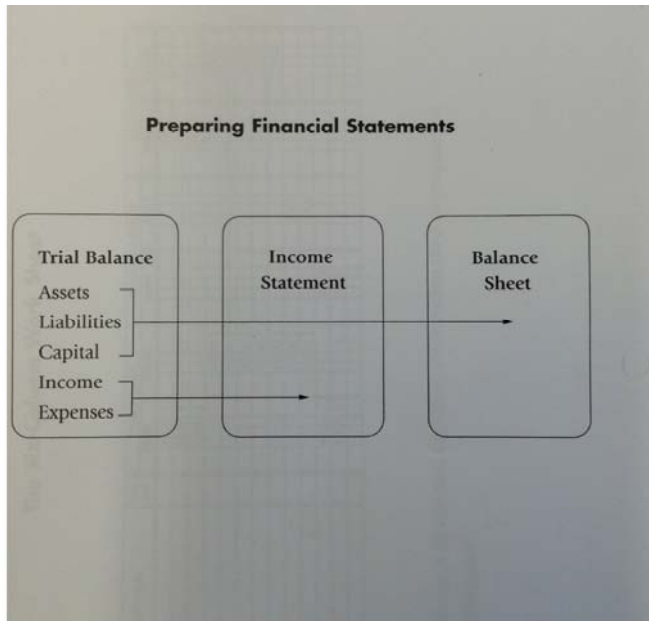 Preparing Financial Statements
Trial Balance
Assets
Liabilities
Capital
Income
Expenses
Income
Statement
Balance
Sheet